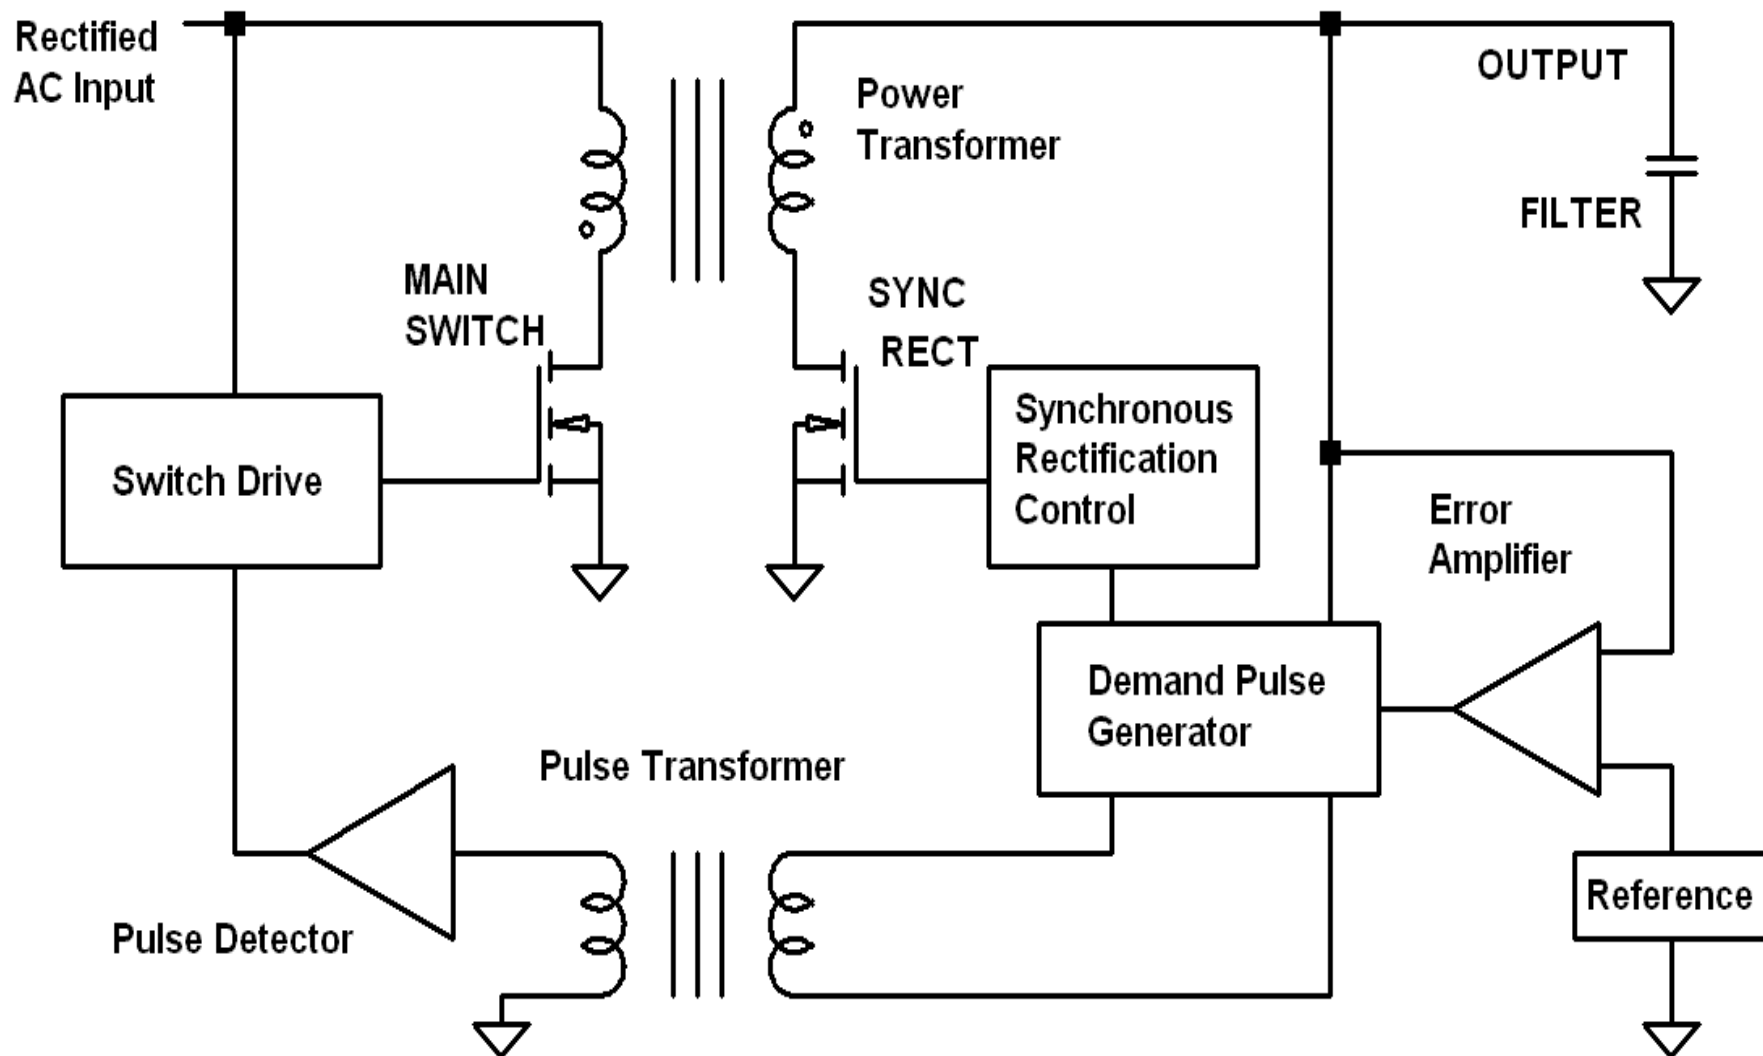 Rectified
AC Input
OUTPUT
Power
Transformer
FILTER
MAIN
SWITCH
SYNC
RECT
Synchronous
Rectification
Control
Switch Drive
Error
Amplifier
Demand Pulse
Generator
Pulse Transformer
Reference
Pulse Detector